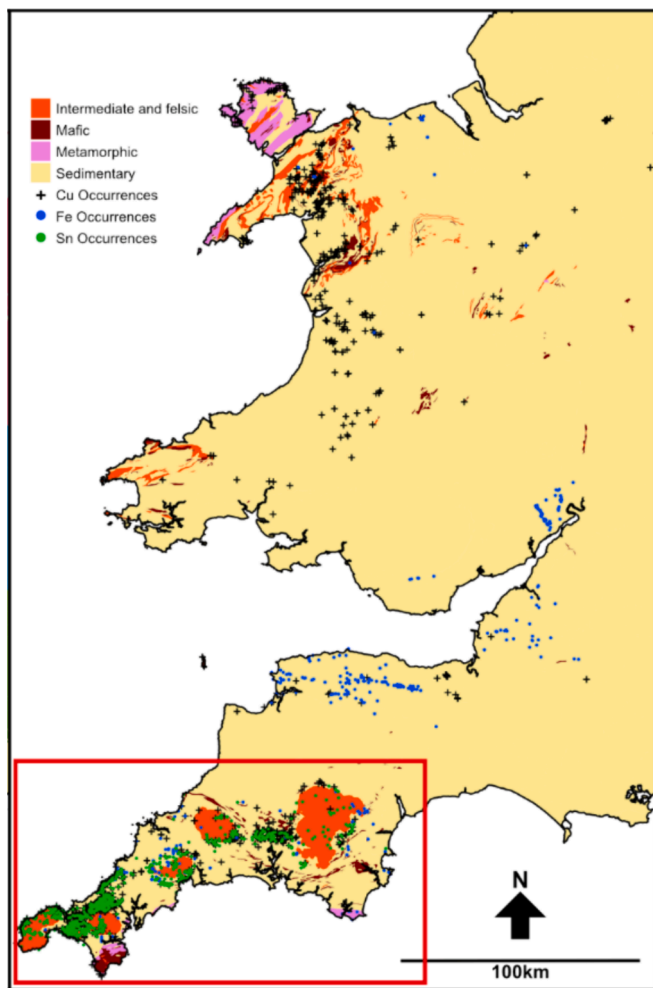 Intermediate and felsic
Mafic
Metamorphic
Sedimentary
Cu Occurrences
Fe Occurrences
Sn Occurrences
N
100km